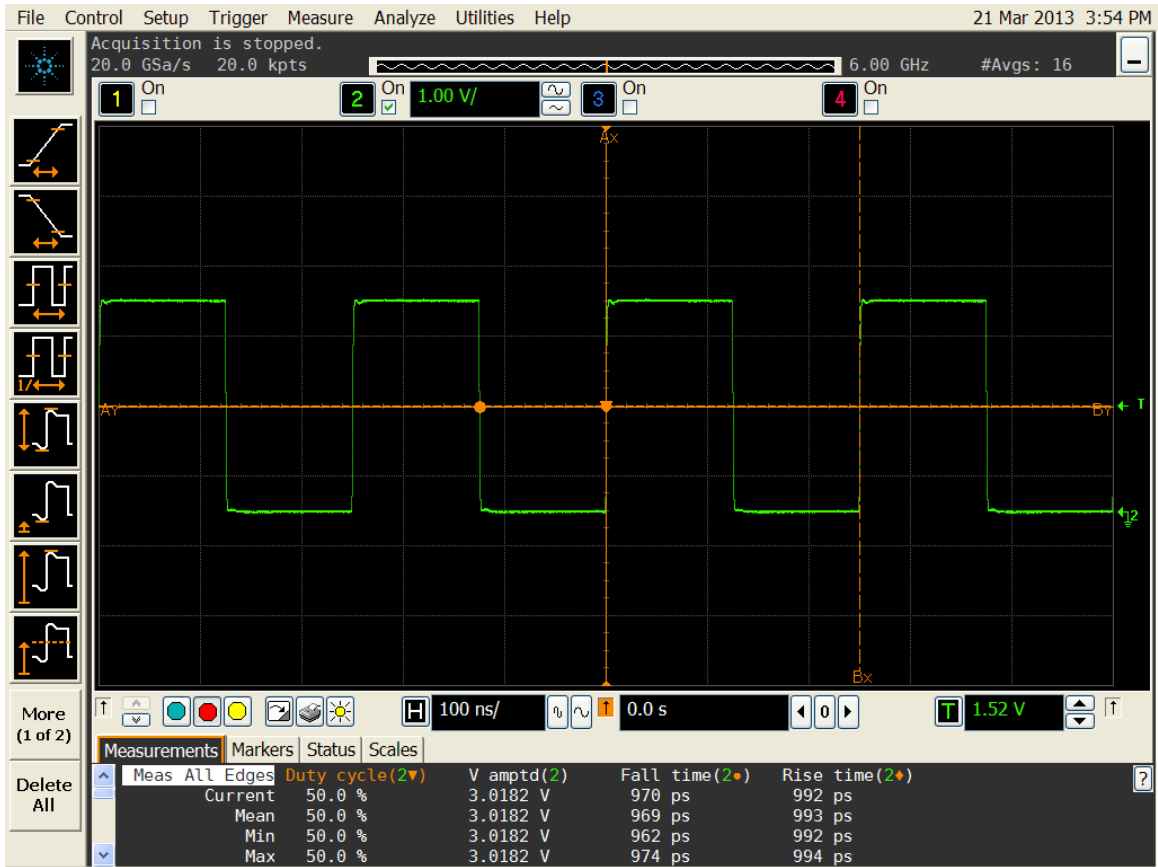 File Control Setup Trigger Measure Analyze Utilities Help 21 Mar 2013 3:54 PM
Acquisition is stopped.
20.0 GSa/s 20.0 kpts 6.00 GHz #Avgs: 16
1 On 2 On 1.00 V/ 3 On 4 On
Ax
1/
AY BY T
2
Bx
More
(1 of 2)
Delete
All
H 100 ns/ 0.0 s 0 T 1.52 V
Measurements Markers Status Scales
Meas All Edges Duty cycle(2▼) V amptd(2) Fall time(2●) Rise time(2♦) ?
Current 50.0 % 3.0182 V 970 ps 992 ps
Mean 50.0 % 3.0182 V 969 ps 993 ps
Min 50.0 % 3.0182 V 962 ps 992 ps
Max 50.0 % 3.0182 V 974 ps 994 ps